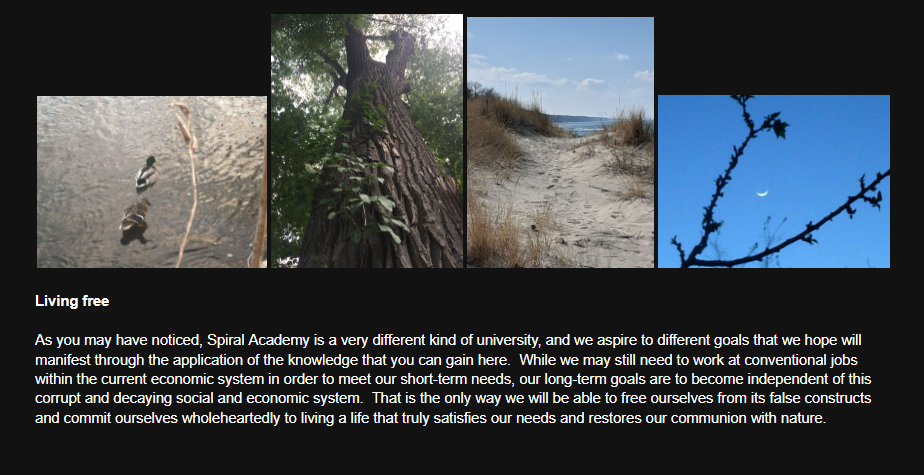 Living free
As you may have noticed, Spiral Academy is a very different kind of university, and we aspire to different goals that we hope will
manifest through the application of the knowledge that you can gain here.  While we may still need to work at conventional jobs
within the current economic system in order to meet our short-term needs, our long-term goals are to become independent of this
corrupt and decaying social and economic system.  That is the only way we will be able to free ourselves from its false constructs
and commit ourselves wholeheartedly to living a life that truly satisfies our needs and restores our communion with nature.